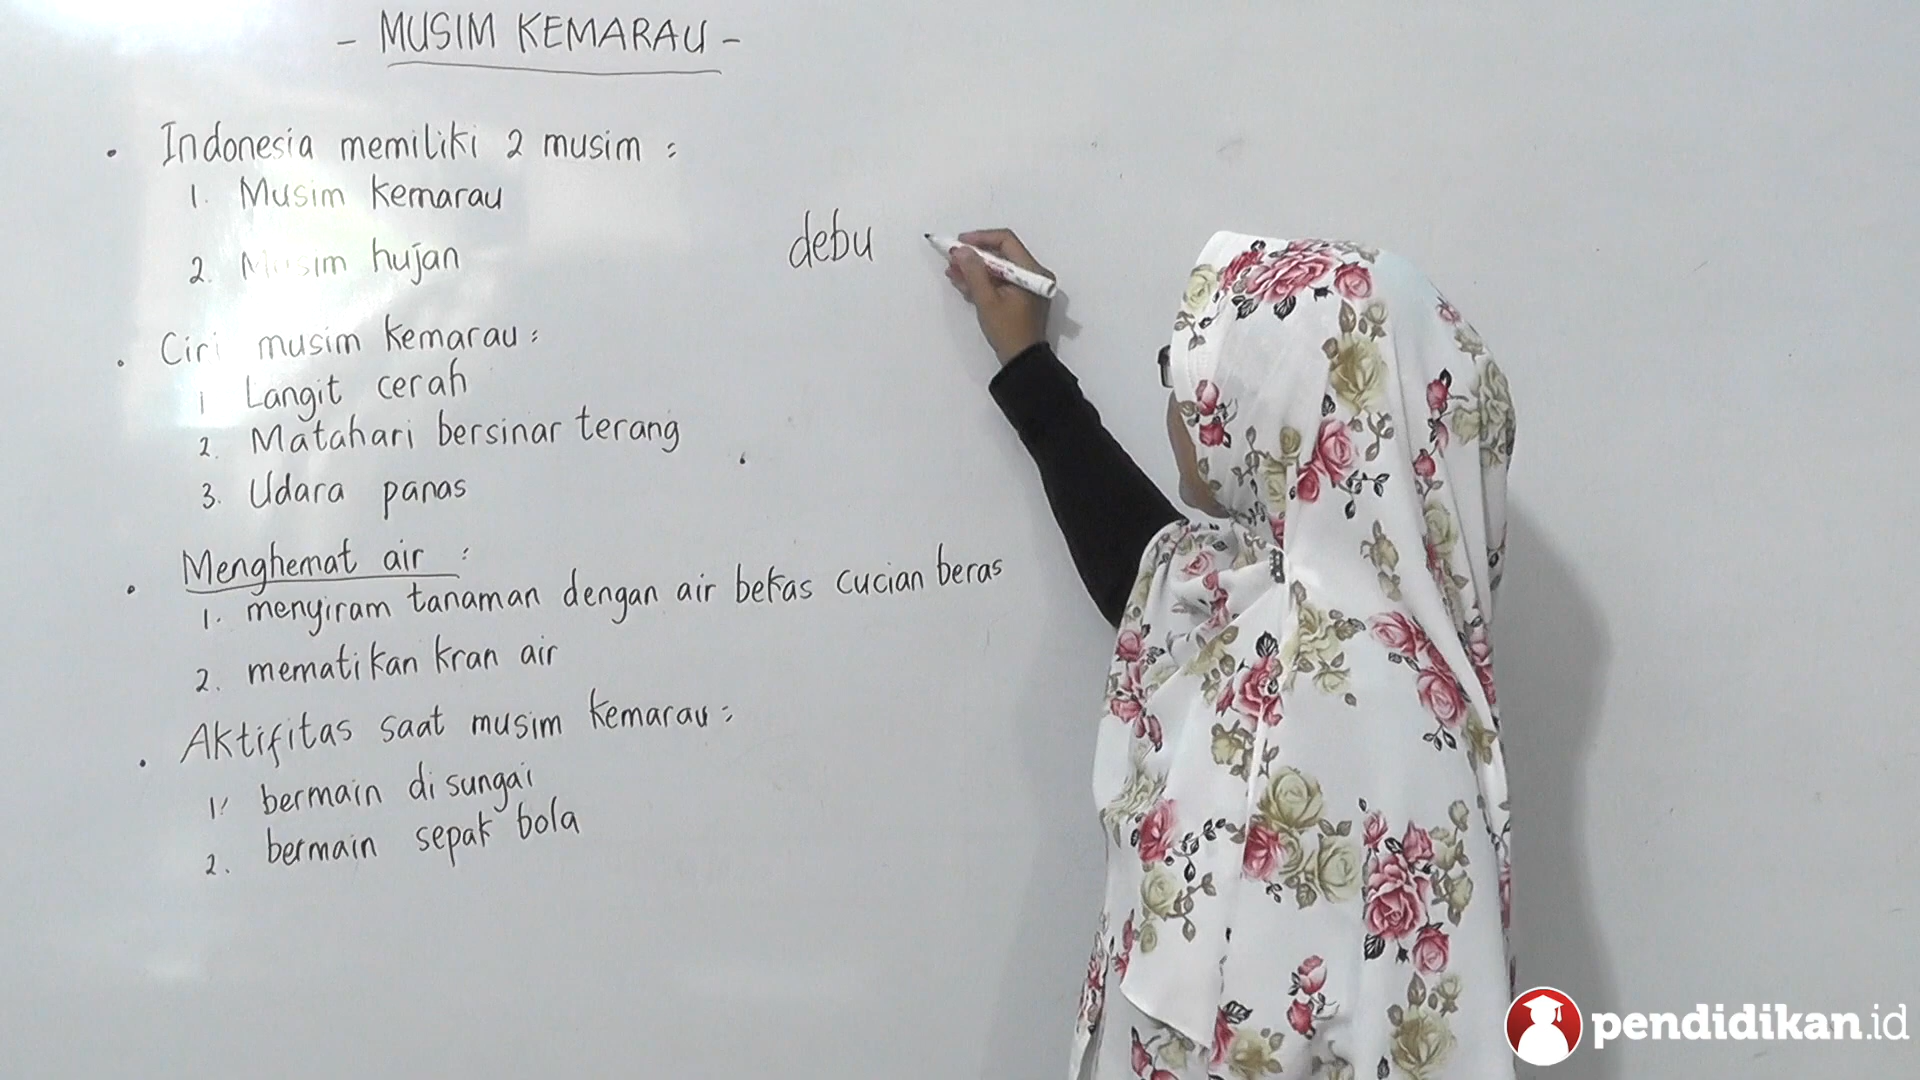 - MUSIM KEMARAU -
• Indonesia memiliki 2 musim :
1. Musim kemarau
2. Musim hujan
• Ciri musim kemarau :
1 Langit cerah
2. Matahari bersinar terang
3. Udara panas
• Menghemat air :
1. menyiram tanaman dengan air bekas cucian beras
2. mematikan kran air
• Aktifitas saat musim kemarau :
1. bermain di sungai
2. bermain sepak bola
debu
pendidikan.id